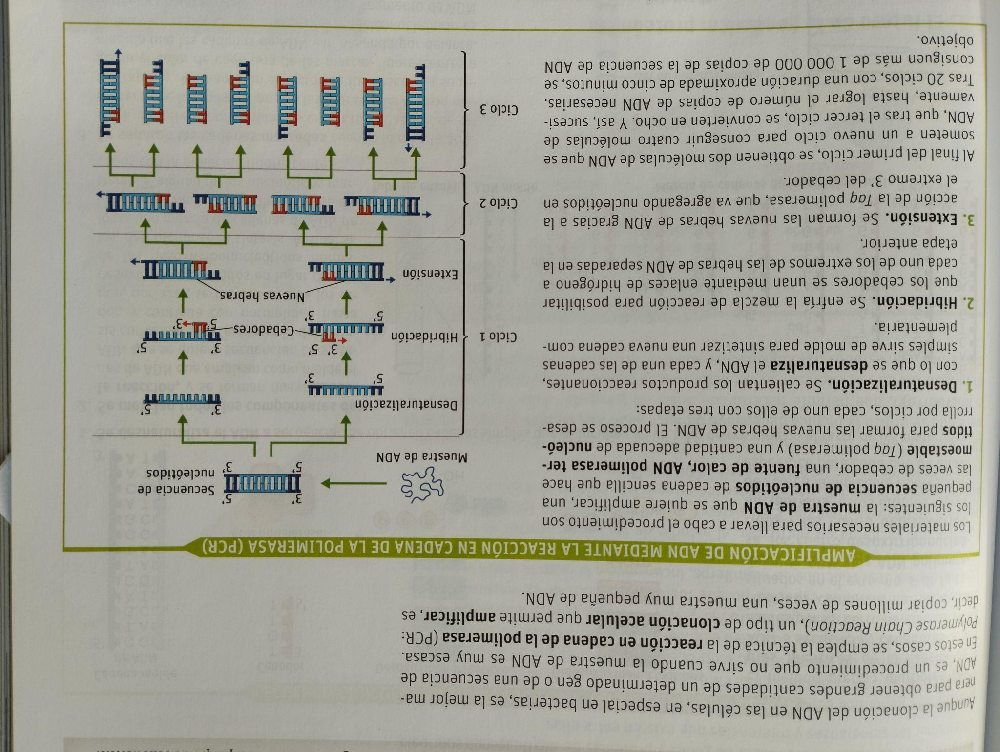 Aunque la clonación del ADN en las células, en especial en bacterias, es la mejor ma-
nera para obtener grandes cantidades de un determinado gen o de una secuencia de
ADN, es un procedimiento que no sirve cuando la muestra de ADN es muy escasa.
En estos casos, se emplea la técnica de la reacción en cadena de la polimerasa (PCR:
Polymerase Chain Reaction), un tipo de clonación acelular que permite amplificar, es
decir, copiar millones de veces, una muestra muy pequeña de ADN.
AMPLIFICACIÓN DE ADN MEDIANTE LA REACCIÓN EN CADENA DE LA POLIMERASA (PCR)
Los materiales necesarios para llevar a cabo el procedimiento son
los siguientes: la muestra de ADN que se quiere amplificar, una
pequeña secuencia de nucleótidos de cadena sencilla que hace
las veces de cebador, una fuente de calor, ADN polimerasa ter-
moestable (Taq polimerasa) y una cantidad adecuada de nucleó-
tidos para formar las nuevas hebras de ADN. El proceso se desa-
rrolla por ciclos, cada uno de ellos con tres etapas:
1. Desnaturalización. Se calientan los productos reaccionantes,
con lo que se desnaturaliza el ADN, y cada una de las cadenas
simples sirve de molde para sintetizar una nueva cadena com-
plementaria.
2. Hibridación. Se enfría la mezcla de reacción para posibilitar
que los cebadores se unan mediante enlaces de hidrógeno a
cada uno de los extremos de las hebras de ADN separadas en la
etapa anterior.
3. Extensión. Se forman las nuevas hebras de ADN gracias a la
acción de la Taq polimerasa, que va agregando nucleótidos en
el extremo 3' del cebador.
Al final del primer ciclo, se obtienen dos moléculas de ADN que se
someten a un nuevo ciclo para conseguir cuatro moléculas de
ADN, que tras el tercer ciclo, se convierten en ocho. Y así, sucesi-
vamente, hasta lograr el número de copias de ADN necesarias.
Tras 20 ciclos, con una duración aproximada de cinco minutos, se
consiguen más de 1 000 000 de copias de la secuencia de ADN
objetivo.
Muestra de ADN
3' 5'
5' 3'
Secuencia de
nucleótidos
Ciclo 1
Desnaturalización
5' 3'
3' 5'
Hibridación
3' 5'
5' 3'
Cebadores
3' 5'
5' 3'
Nuevas hebras
Extensión
Ciclo 2
Ciclo 3